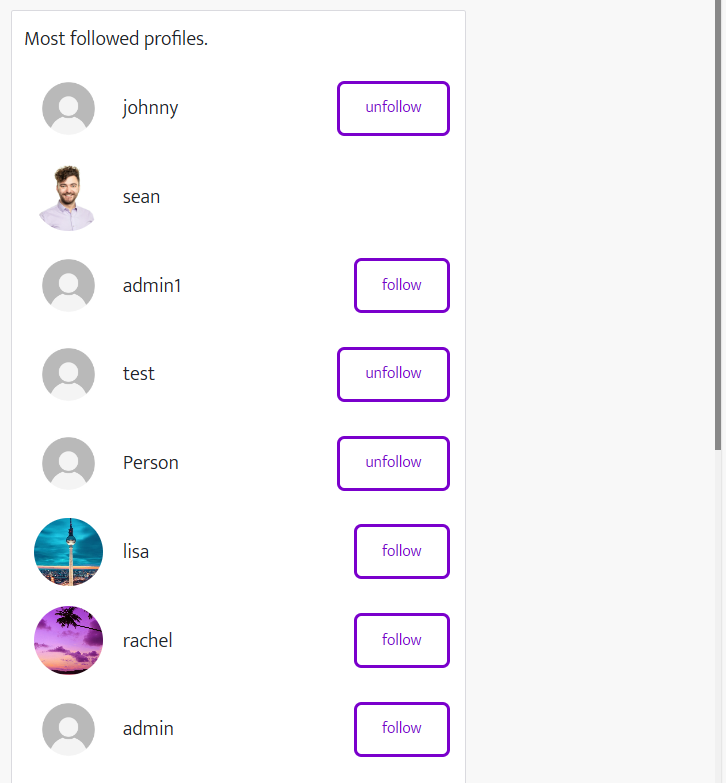 Most followed profiles.
johnny unfollow
sean
admin1 follow
test unfollow
Person unfollow
lisa follow
rachel follow
admin follow